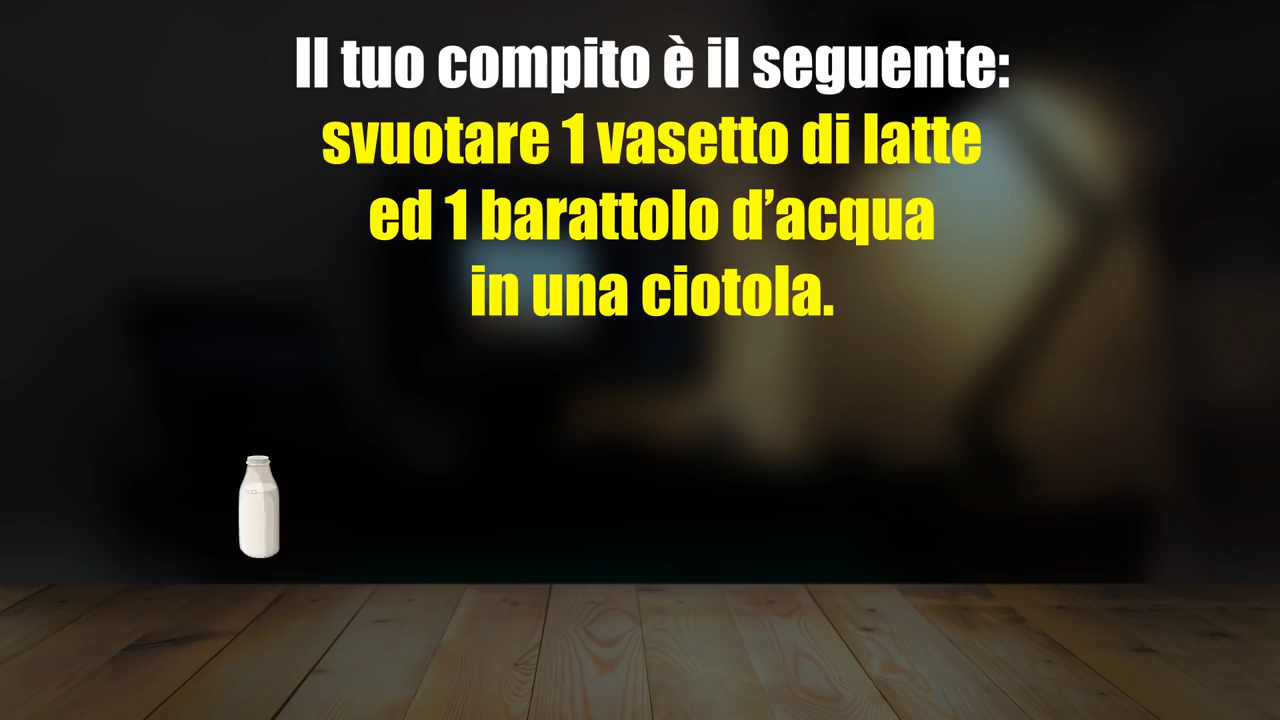 Il tuo compito è il seguente:
svuotare 1 vasetto di latte
ed 1 barattolo d’acqua
in una ciotola.